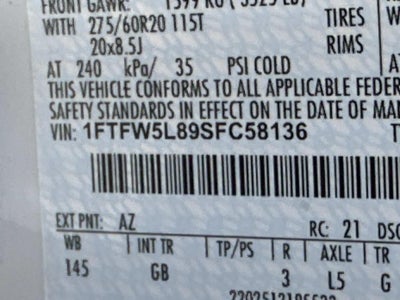 FRONT GAWR: 1599 KG (3525 LB)
WITH 275/60R20 115T TIRES
20x8.5J RIMS
AT 240 kPa/ 35 PSI COLD
THIS VEHICLE CONFORMS TO ALL APPLICABLE FEDER
SAFETY STANDARDS IN EFFECT ON THE DATE OF MAN
VIN: 1FTFW5L89SFC58136
EXT PNT: AZ RC: 21 DSO
WB INT TR TP/PS R AXLE TR
145 GB 3 L5 G